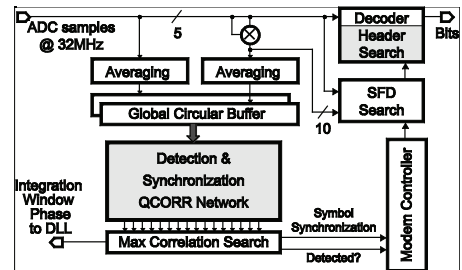 ADC samples
@ 32MHz
5
Decoder
Header
Search
Bits
Averaging
Averaging
SFD
Search
10
Global Circular Buffer
Detection &
Synchronization
QCORR Network
Modem Controller
Integration
Window
Phase
to DLL
Symbol
Synchronization
Max Correlation Search
Detected?